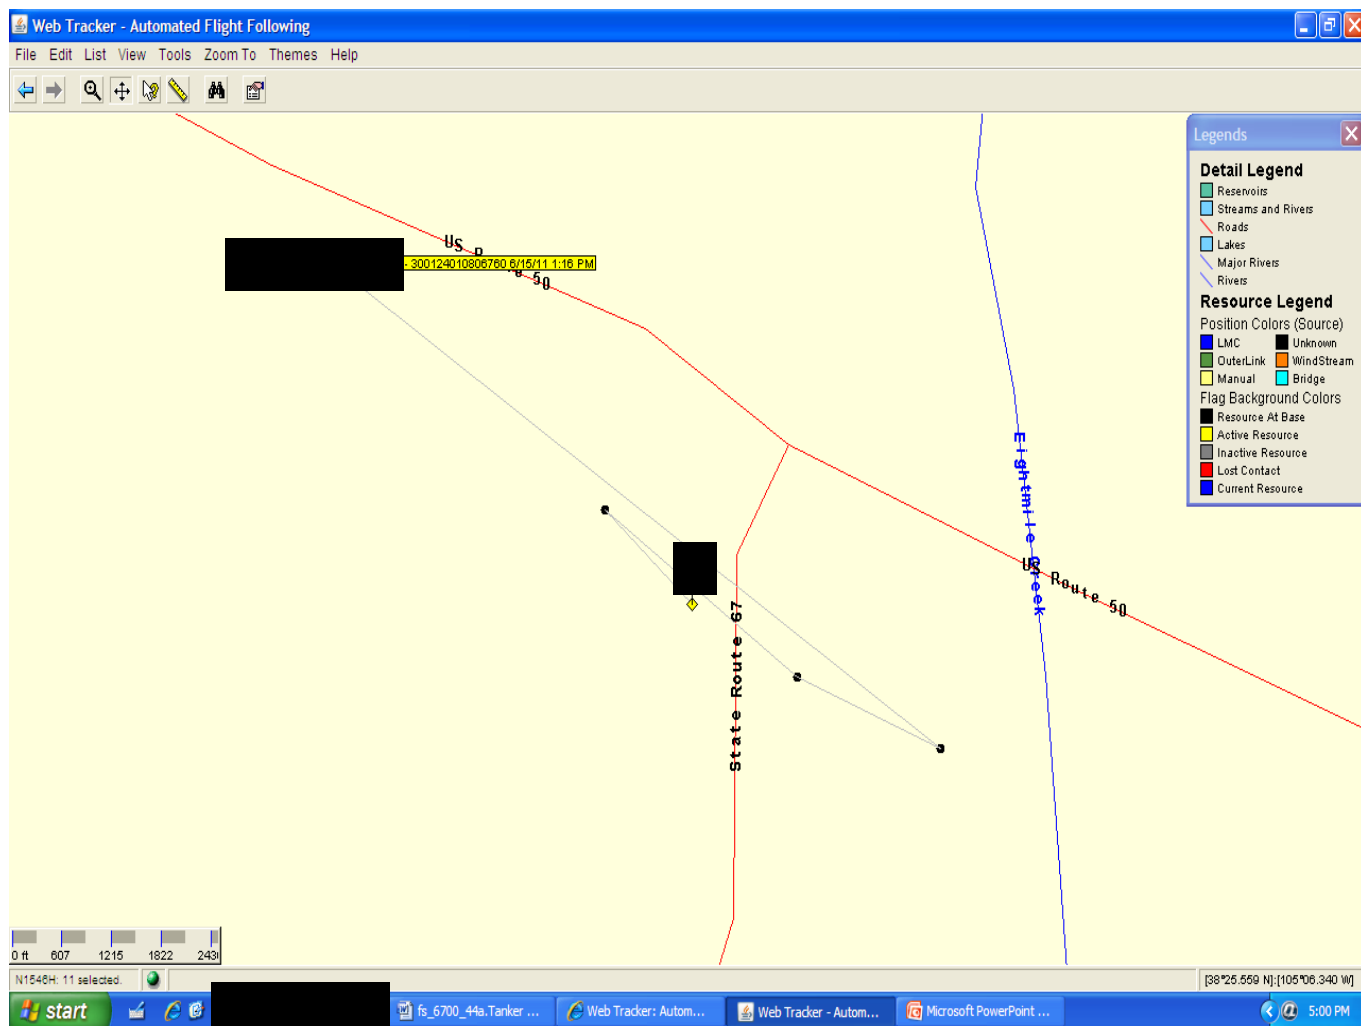 Web Tracker - Automated Flight Following
File Edit List View Tools Zoom To Themes Help
Legends
Detail Legend
Reservoirs
Streams and Rivers
Roads
Lakes
Major Rivers
Rivers
Resource Legend
Position Colors (Source)
LMC Unknown
OuterLink WindStream
Manual Bridge
Flag Background Colors
Resource At Base
Active Resource
Inactive Resource
Lost Contact
Current Resource
US
50
- 300124010806760 6/15/11 1:16 PM
Eightmile Creek
US Route 50
State Route 67
0 ft 607 1215 1822 243
N1546H: 11 selected.
[38°25.559 N]:[105°06.340 W]
start
fs_6700_44a.Tanker ...
Web Tracker: Autom...
Web Tracker - Autom...
Microsoft PowerPoint ...
5:00 PM